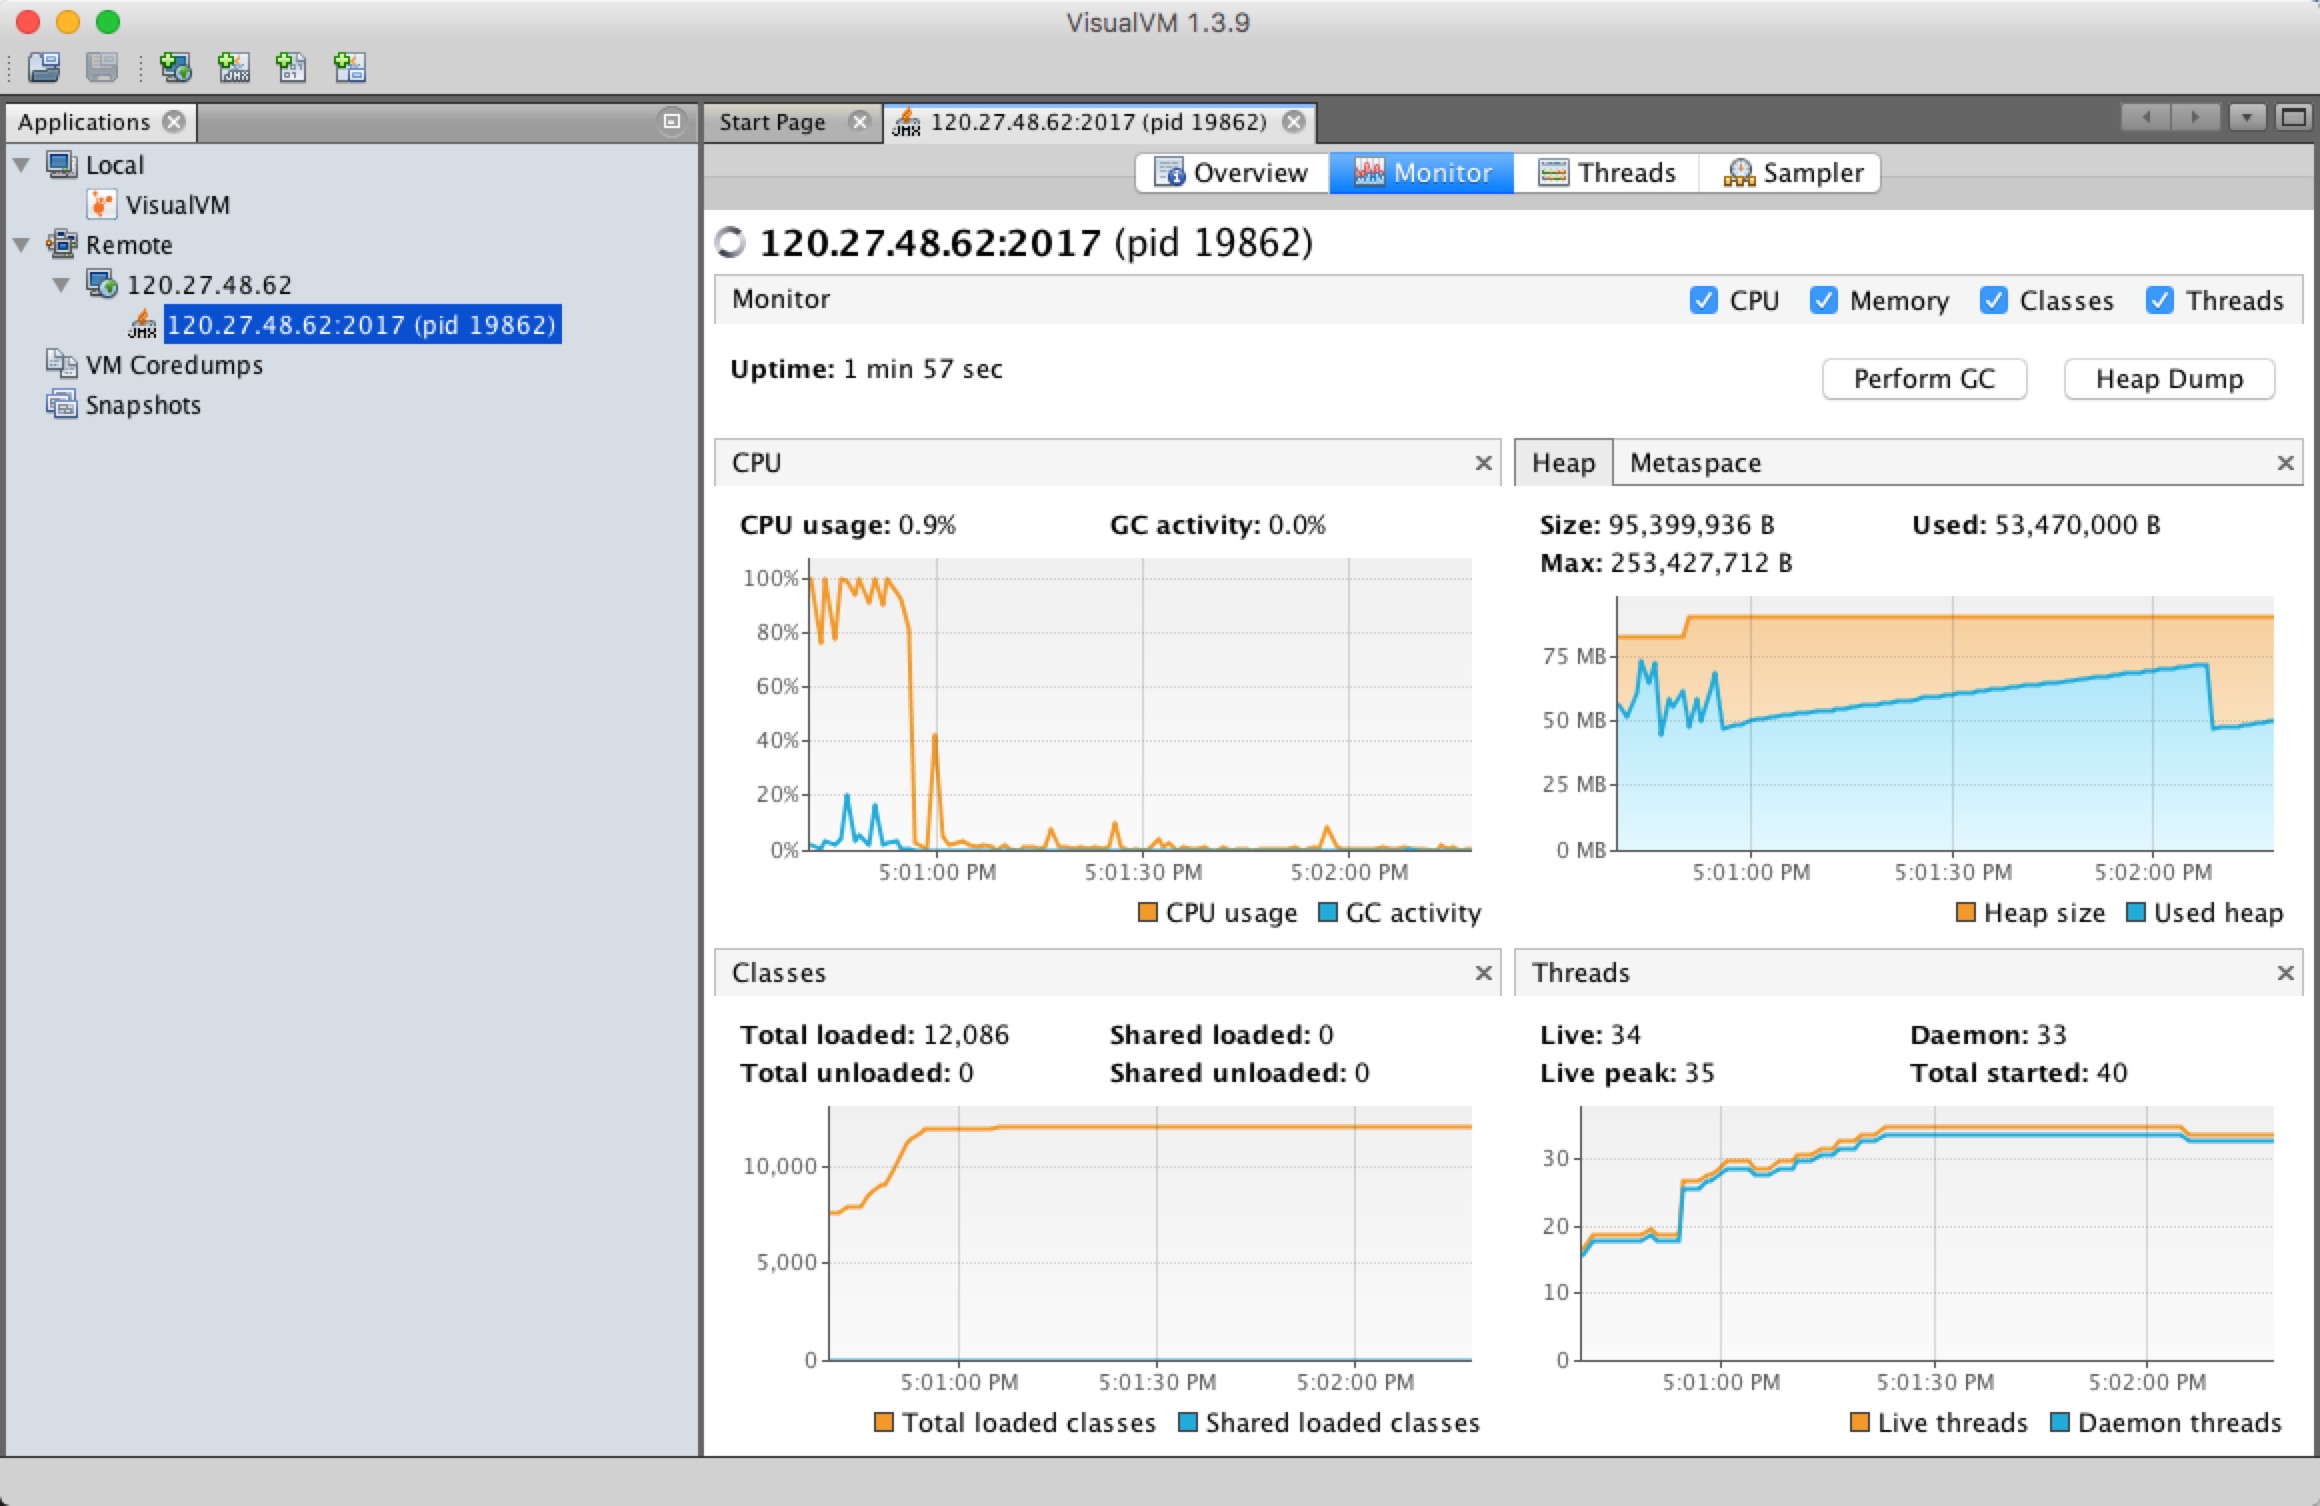 VisualVM 1.3.9
Applications
Start Page
120.27.48.62:2017 (pid 19862)
Local
VisualVM
Remote
120.27.48.62
120.27.48.62:2017 (pid 19862)
VM Coredumps
Snapshots
Overview
Monitor
Threads
Sampler
120.27.48.62:2017 (pid 19862)
Monitor
CPU
Memory
Classes
Threads
Uptime: 1 min 57 sec
Perform GC
Heap Dump
CPU
CPU usage: 0.9%
GC activity: 0.0%
100%
80%
60%
40%
20%
0%
5:01:00 PM
5:01:30 PM
5:02:00 PM
CPU usage
GC activity
Heap
Metaspace
Size: 95,399,936 B
Used: 53,470,000 B
Max: 253,427,712 B
75 MB
50 MB
25 MB
0 MB
5:01:00 PM
5:01:30 PM
5:02:00 PM
Heap size
Used heap
Classes
Total loaded: 12,086
Shared loaded: 0
Total unloaded: 0
Shared unloaded: 0
10,000
5,000
0
5:01:00 PM
5:01:30 PM
5:02:00 PM
Total loaded classes
Shared loaded classes
Threads
Live: 34
Daemon: 33
Live peak: 35
Total started: 40
30
20
10
0
5:01:00 PM
5:01:30 PM
5:02:00 PM
Live threads
Daemon threads